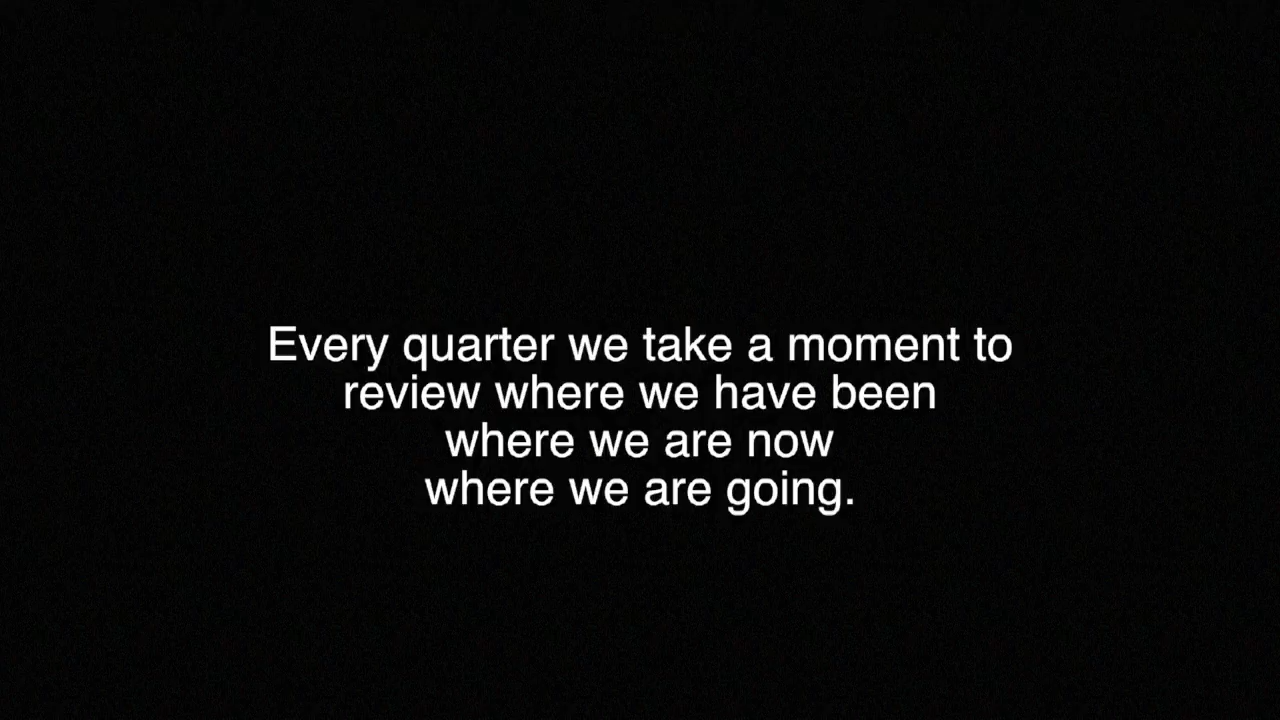 Every quarter we take a moment to
review where we have been
where we are now
where we are going.